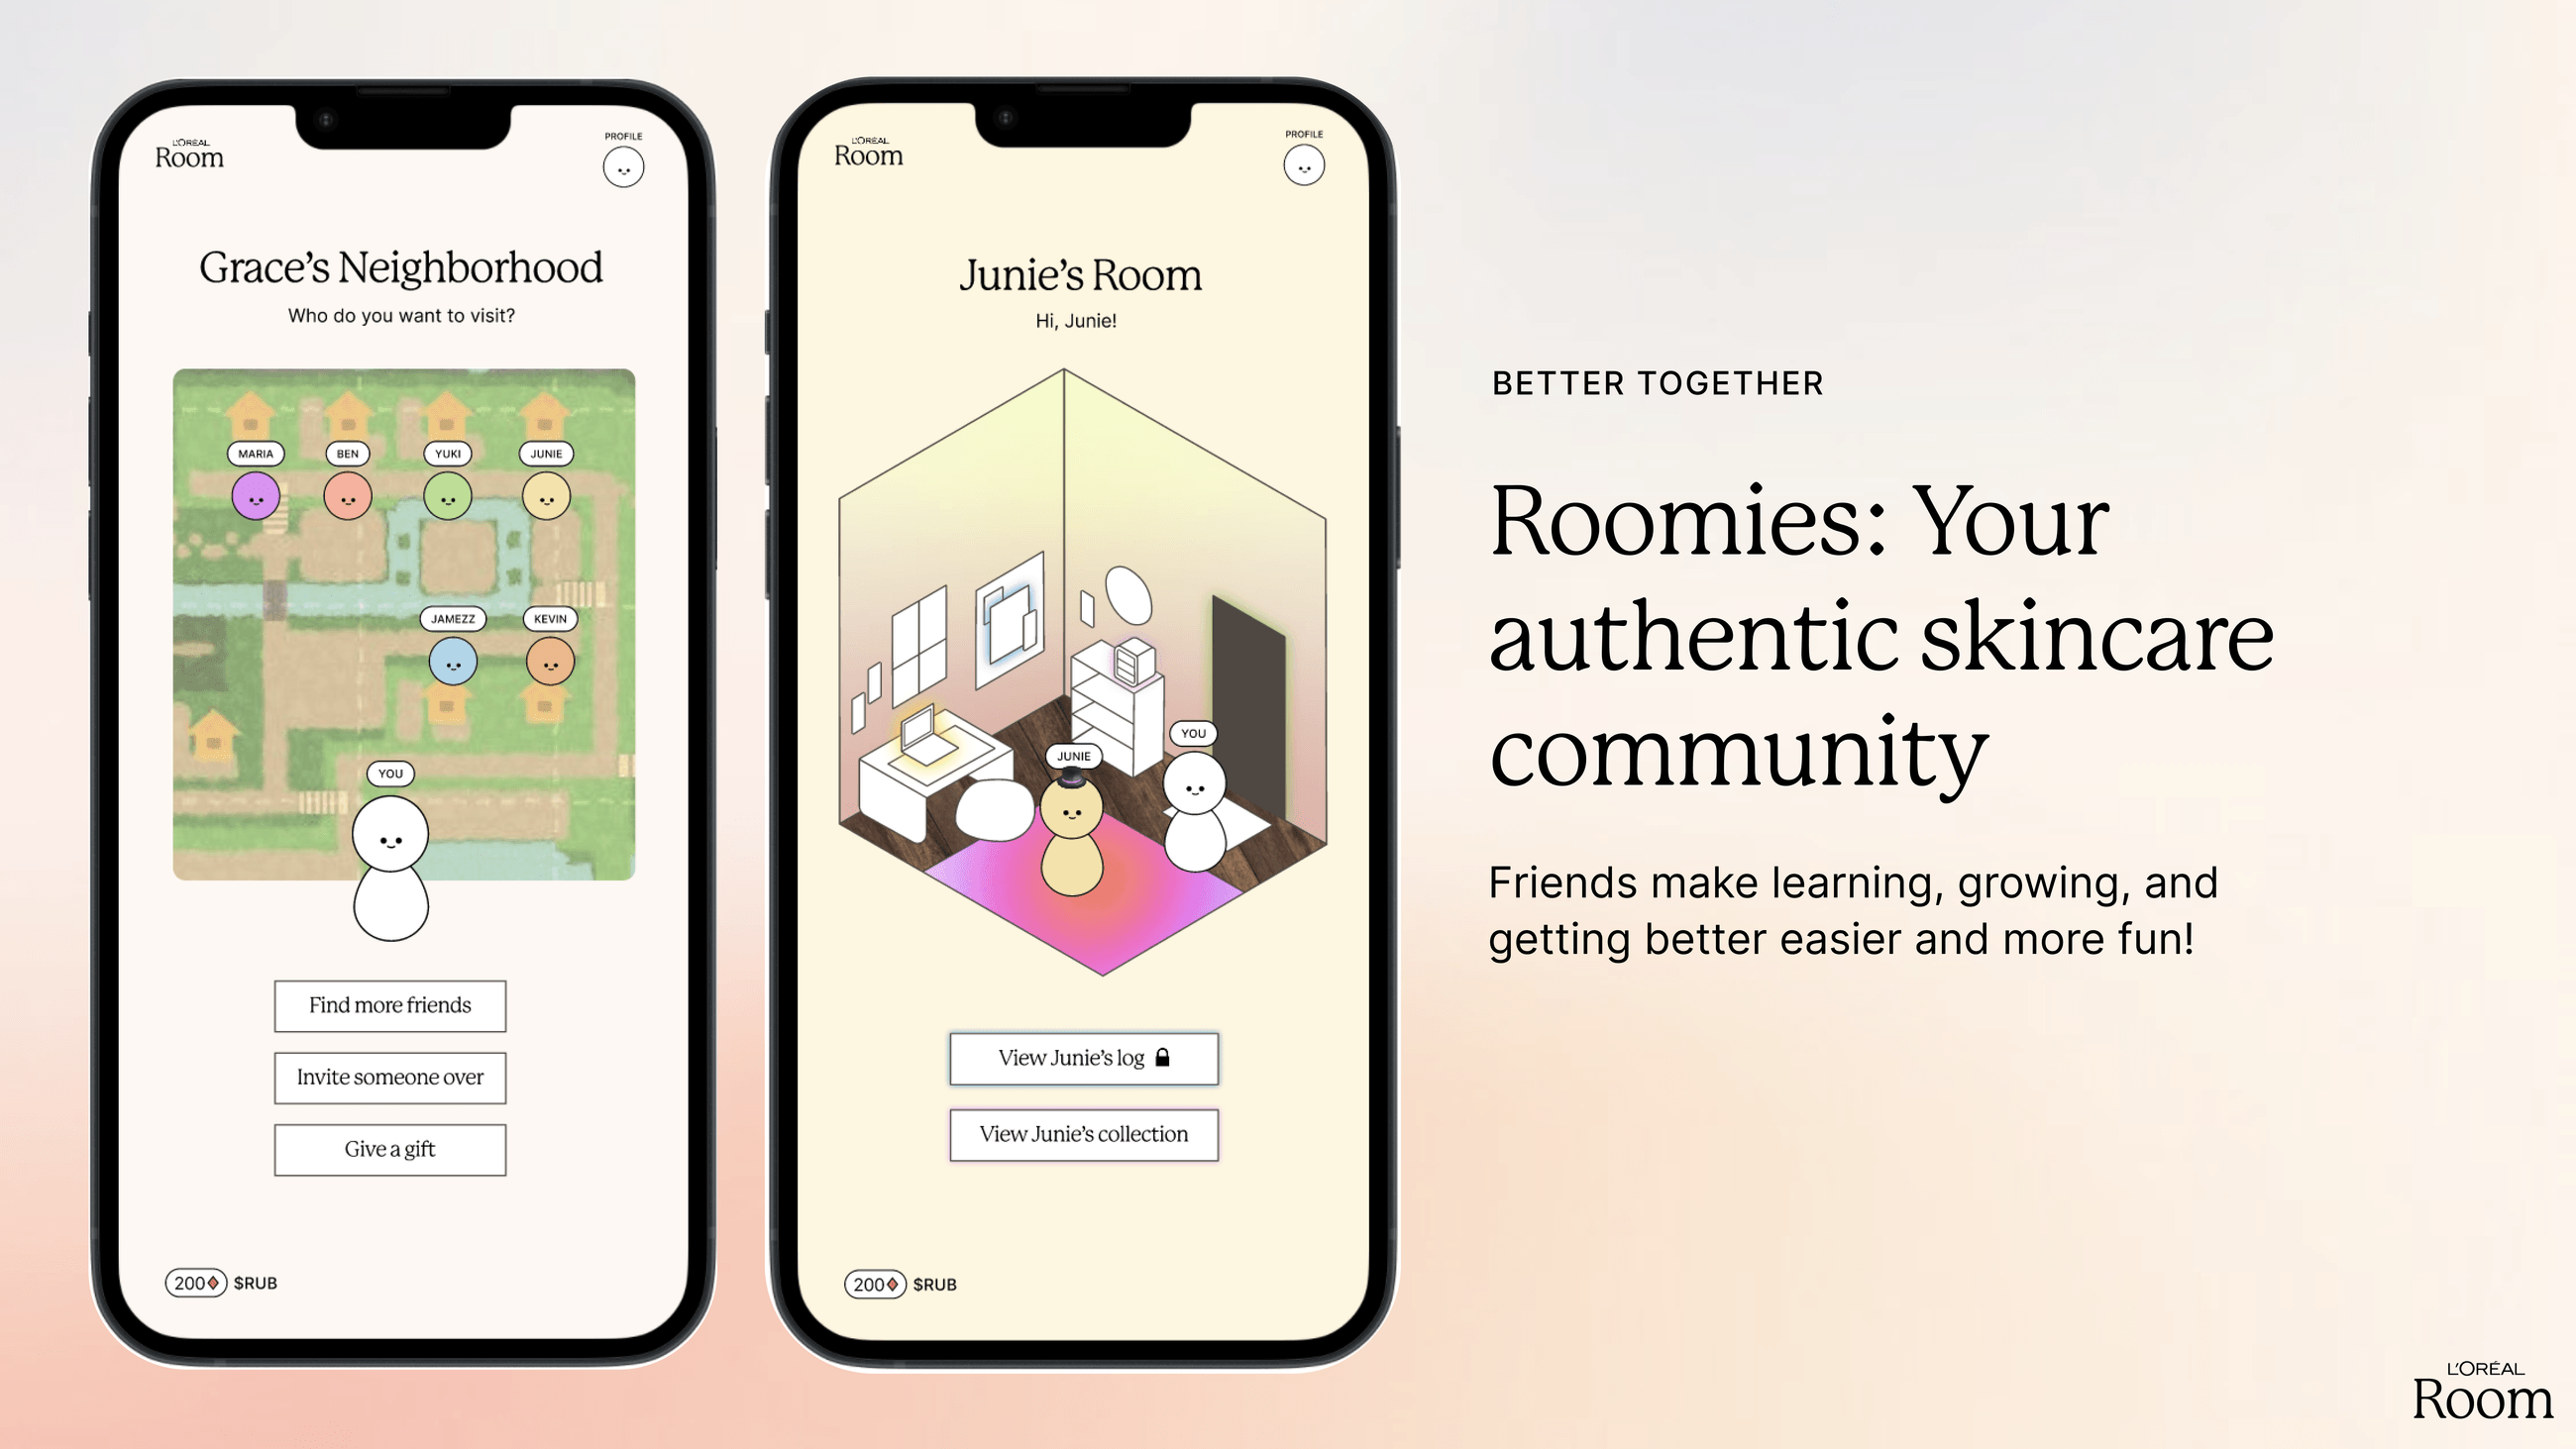 L'ORÉAL
Room
PROFILE
Grace's Neighborhood
Who do you want to visit?
MARIA
BEN
YUKI
JUNIE
JAMEZZ
KEVIN
YOU
Find more friends
Invite someone over
Give a gift
200 $RUB
L'ORÉAL
Room
PROFILE
Junie's Room
Hi, Junie!
YOU
JUNIE
View Junie's log
View Junie's collection
200 $RUB
BETTER TOGETHER
Roomies: Your
authentic skincare
community
Friends make learning, growing, and
getting better easier and more fun!
L'ORÉAL
Room